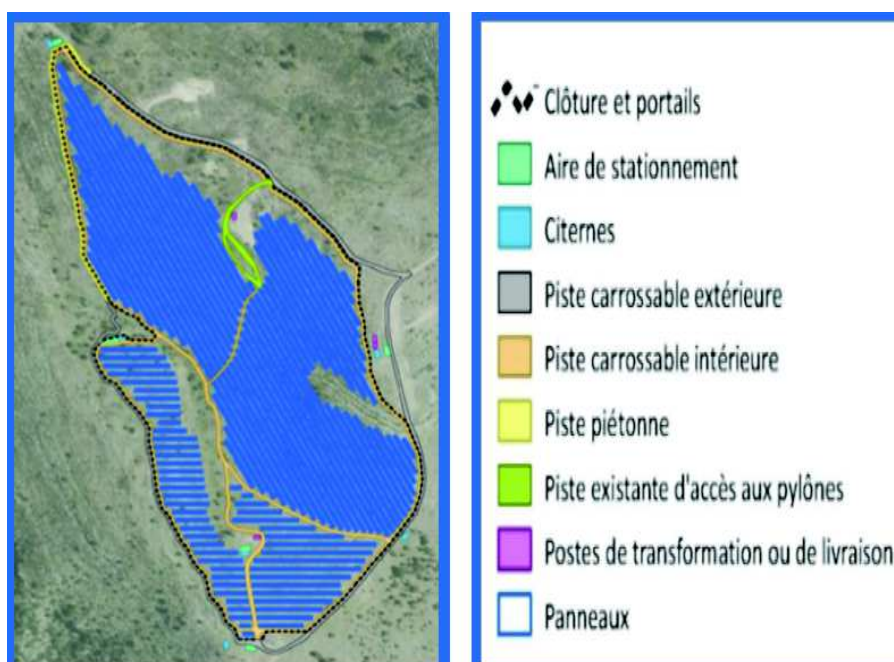 Clôture et portails
Aire de stationnement
Citernes
Piste carrossable extérieure
Piste carrossable intérieure
Piste piétonne
Piste existante d'accès aux pylônes
Postes de transformation ou de livraison
Panneaux